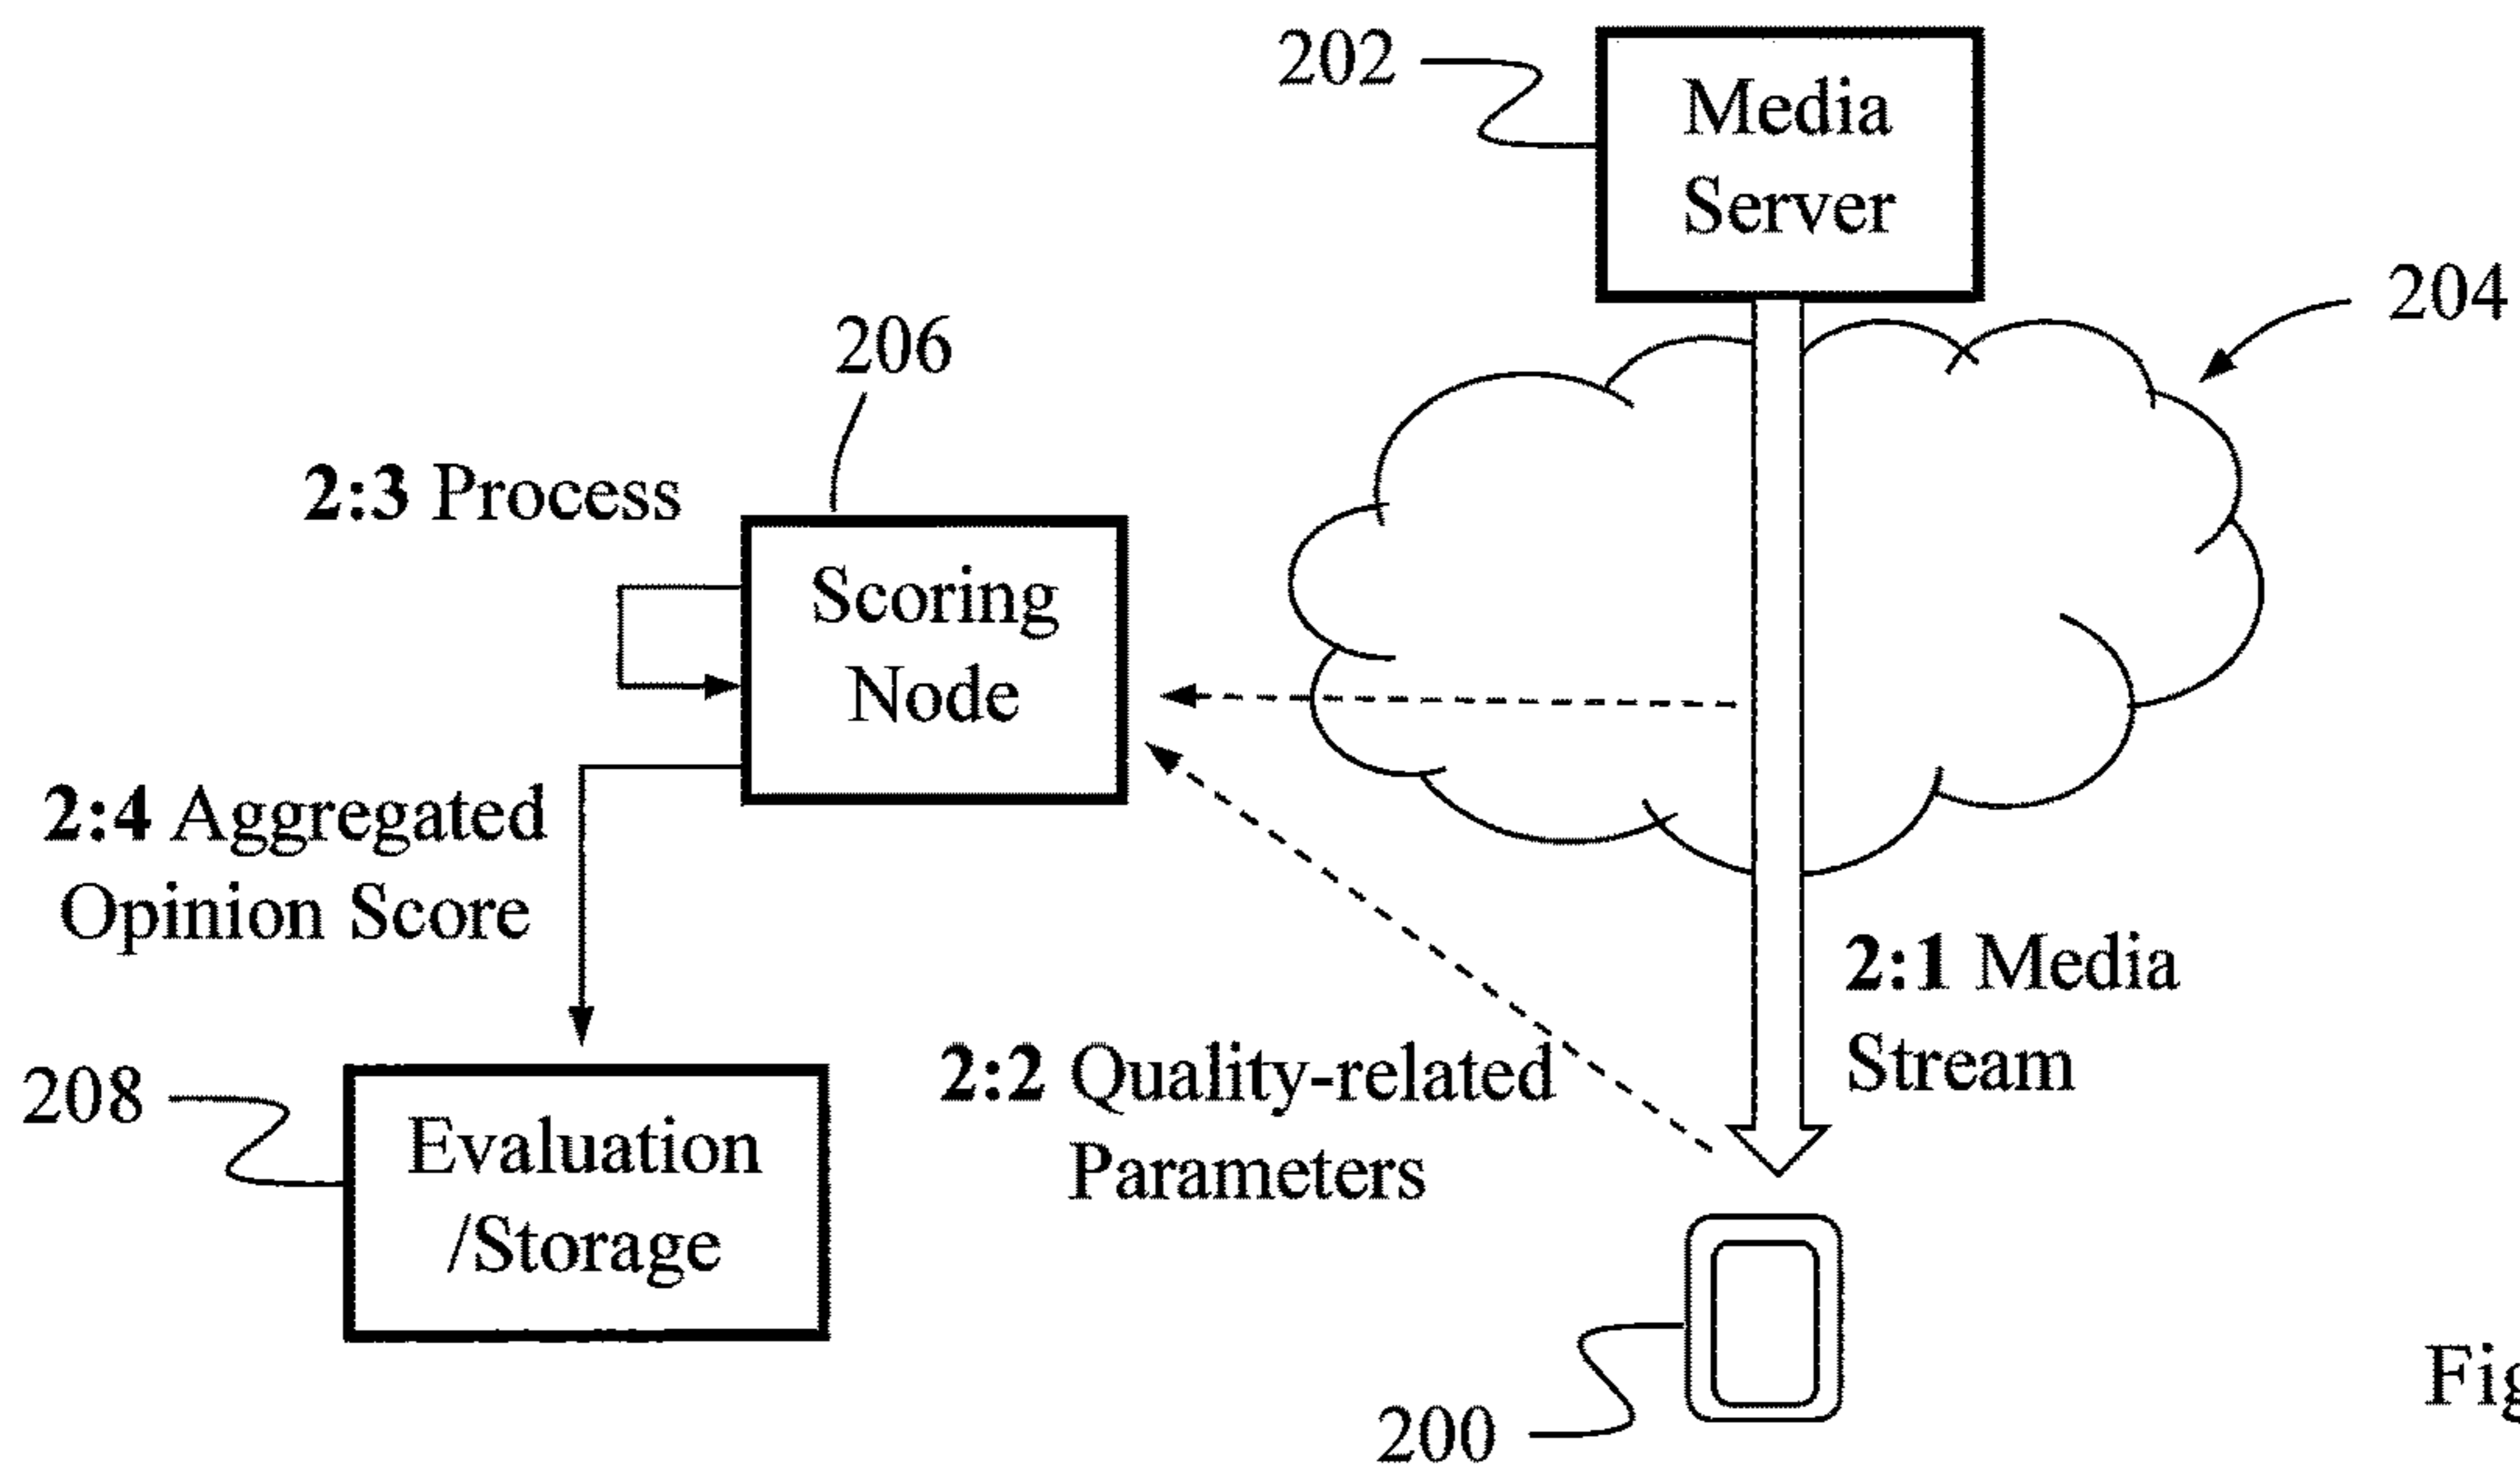 202
Media
Server
204
206
2:3 Process
Scoring
Node
2:4 Aggregated
Opinion Score
2:1 Media
Stream
2:2 Quality-related
Parameters
208
Evaluation
/Storage
200